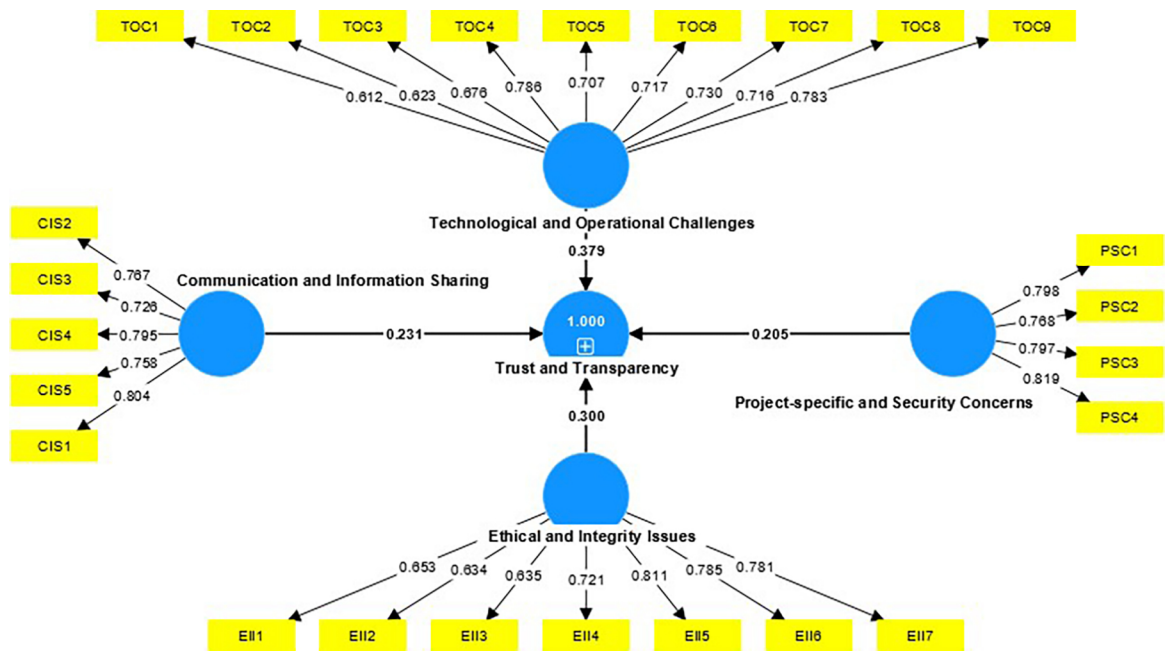 TOC1 TOC2 TOC3 TOC4 TOC5 TOC6 TOC7 TOC8 TOC9
0.612 0.623 0.676 0.786 0.707 0.717 0.730 0.716 0.783
Technological and Operational Challenges
0.379
CIS2
CIS3
CIS4
CIS5
CIS1
0.767
0.726
0.795
0.758
0.804
Communication and Information Sharing
0.231
1.000
Trust and Transparency
0.205
PSC1
PSC2
PSC3
PSC4
0.798
0.768
0.797
0.819
Project-specific and Security Concerns
0.300
Ethical and Integrity Issues
0.653 0.634 0.635 0.721 0.811 0.785 0.781
EII1 EII2 EII3 EII4 EII5 EII6 EII7